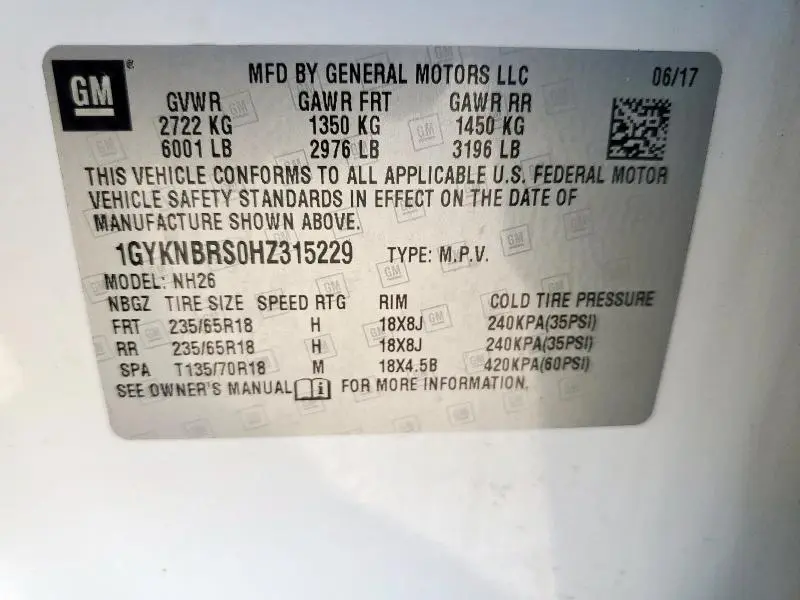 GM®
MFD BY GENERAL MOTORS LLC 06/17
GVWR GAWR FRT GAWR RR
2722 KG 1350 KG 1450 KG
6001 LB 2976 LB 3196 LB
THIS VEHICLE CONFORMS TO ALL APPLICABLE U.S. FEDERAL MOTOR
VEHICLE SAFETY STANDARDS IN EFFECT ON THE DATE OF
MANUFACTURE SHOWN ABOVE.
1GYKNBRS0HZ315229 TYPE: M.P.V.
MODEL: NH26
NBGZ TIRE SIZE SPEED RTG RIM COLD TIRE PRESSURE
FRT 235/65R18 H 18X8J 240KPA(35PSI)
RR 235/65R18 H 18X8J 240KPA(35PSI)
SPA T135/70R18 M 18X4.5B 420KPA(60PSI)
SEE OWNER'S MANUAL i FOR MORE INFORMATION.